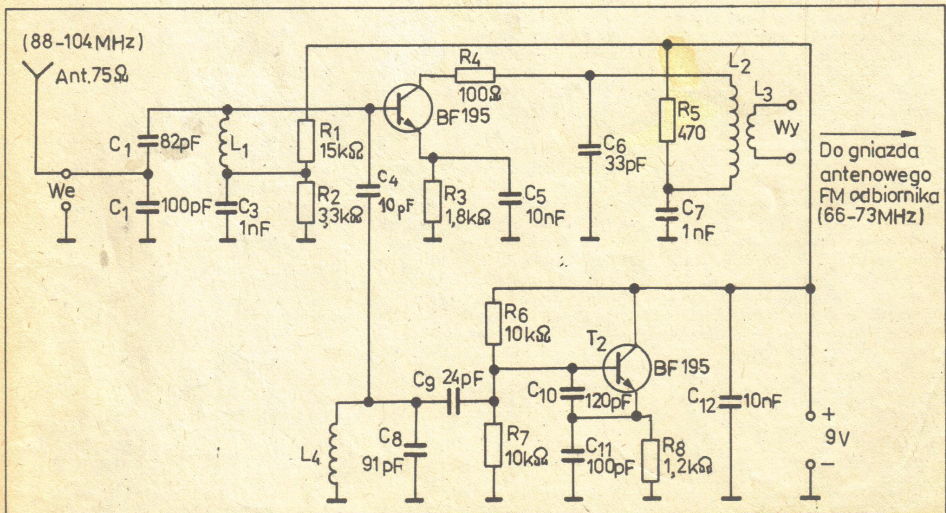 (88-104MHz)
Ant.75Ω
We
C1
82pF
C1
100pF
L1
C3
1nF
R1
15kΩ
R2
3,3kΩ
C4
10pF
R4
100Ω
BF195
R3
1,8kΩ
C5
10nF
C6
33pF
R5
470
C7
1nF
L2
L3
Wy
Do gniazda
antenowego
FM odbiornika
(66-73MHz)
L4
C8
91pF
C9 24pF
R6
10kΩ
R7
10kΩ
T2
BF195
C10
120pF
C11
100pF
R8
1,2kΩ
C12
10nF
+
9V
−